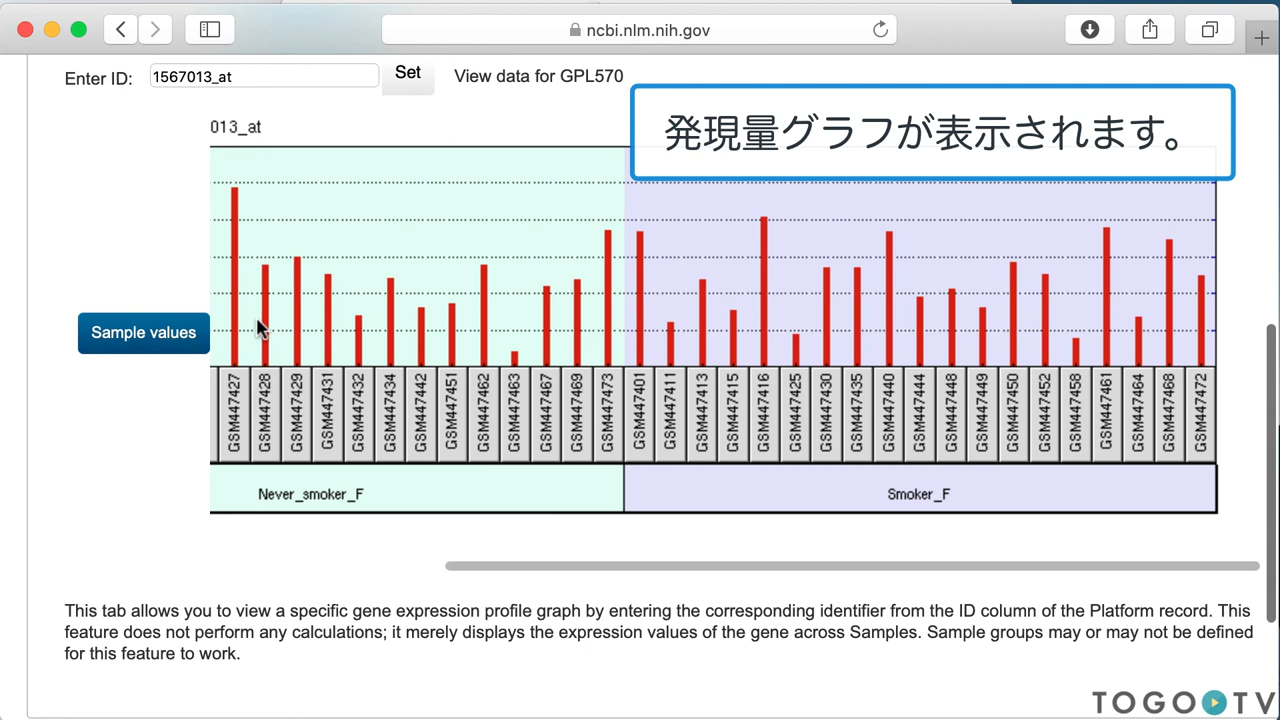 ncbi.nlm.nih.gov
Enter ID: 1567013_at Set View data for GPL570
発現量グラフが表示されます。
013_at
Sample values
GSM447427 GSM447428 GSM447429 GSM447431 GSM447432 GSM447434 GSM447442 GSM447451 GSM447462 GSM447463 GSM447467 GSM447469 GSM447473 GSM447401 GSM447411 GSM447413 GSM447415 GSM447416 GSM447425 GSM447430 GSM447435 GSM447440 GSM447444 GSM447448 GSM447449 GSM447450 GSM447452 GSM447458 GSM447461 GSM447464 GSM447468 GSM447472
Never_smoker_F Smoker_F
This tab allows you to view a specific gene expression profile graph by entering the corresponding identifier from the ID column of the Platform record. This
feature does not perform any calculations; it merely displays the expression values of the gene across Samples. Sample groups may or may not be defined
for this feature to work.
TOGO TV